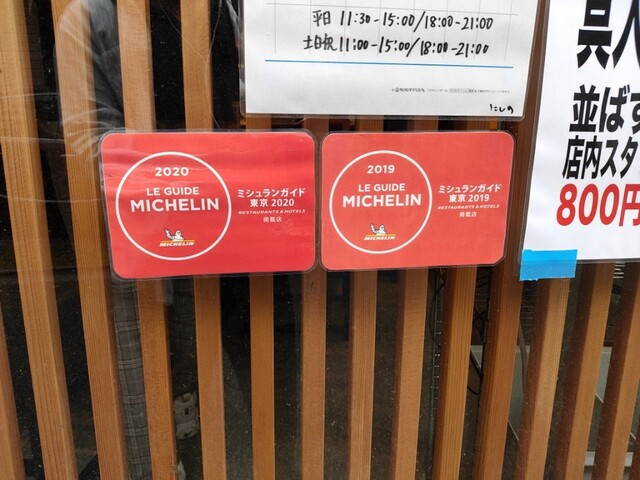 平日 11:30-15:00/18:00-21:00
土日祝 11:00-15:00/18:00-21:00
にしの
2020
LE GUIDE
MICHELIN
MICHELIN
ミシュランガイド
東京 2020
RESTAURANTS & HOTELS
掲載店
2019
LE GUIDE
MICHELIN
MICHELIN
ミシュランガイド
東京 2019
RESTAURANTS & HOTELS
掲載店
並ばず
店内スタ
800円